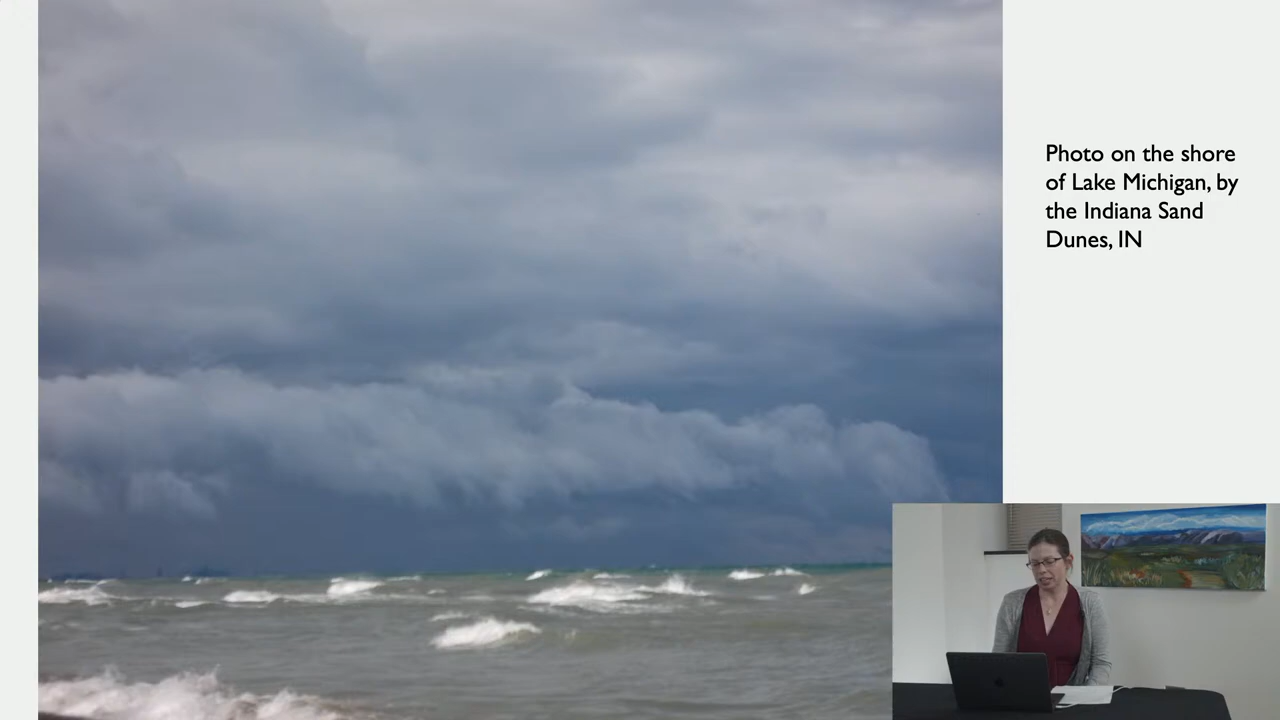 Photo on the shore
of Lake Michigan, by
the Indiana Sand
Dunes, IN